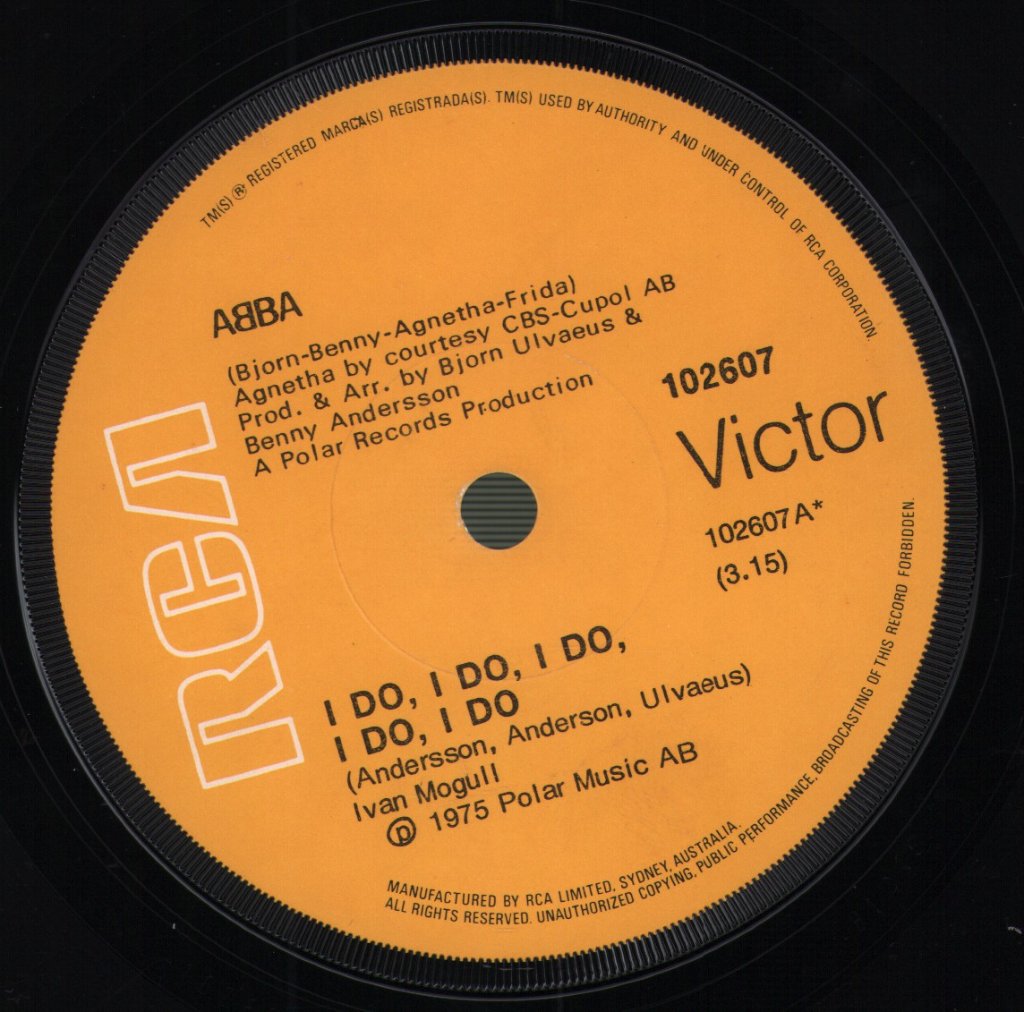 TM(S) ® REGISTERED MARCA(S) REGISTRADA(S). TM(S) USED BY AUTHORITY AND UNDER CONTROL OF RCA CORPORATION.
AᗺBA
(Bjorn-Benny-Agnetha-Frida)
Agnetha by courtesy CBS-Cupol AB
Prod. & Arr. by Bjorn Ulvaeus &
Benny Andersson
A Polar Records Production
RCA
102607
Victor
102607A*
(3.15)
I DO, I DO, I DO,
I DO, I DO
(Andersson, Anderson, Ulvaeus)
Ivan Mogull
℗ 1975 Polar Music AB
MANUFACTURED BY RCA LIMITED, SYDNEY, AUSTRALIA.
ALL RIGHTS RESERVED. UNAUTHORIZED COPYING, PUBLIC PERFORMANCE, BROADCASTING OF THIS RECORD FORBIDDEN.